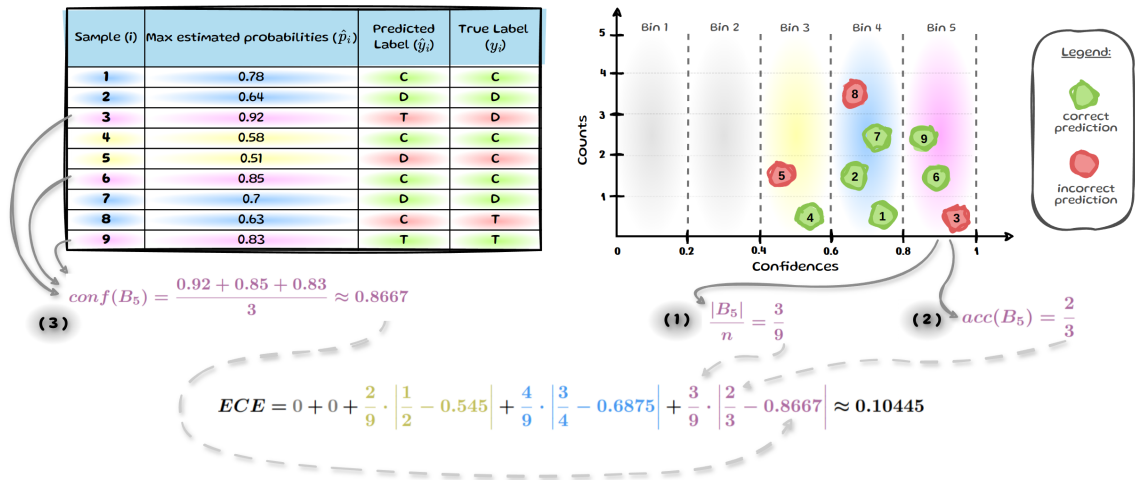 Sample (i) Max estimated probabilities (p̂ᵢ) Predicted Label (ŷᵢ) True Label (yᵢ)
1 0.78 C C
2 0.64 D D
3 0.92 T D
4 0.58 C C
5 0.51 D C
6 0.85 C C
7 0.7 D D
8 0.63 C T
9 0.83 T T
Bin 1 Bin 2 Bin 3 Bin 4 Bin 5
Counts
5
4
3
2
1
8
7 9
5 2 6
4 1 3
0 0.2 0.4 0.6 0.8 1
Confidences
Legend:
correct
prediction
incorrect
prediction
(3) conf(B₅) = (0.92 + 0.85 + 0.83)/3 ≈ 0.8667
(1) |B₅|/n = 3/9
(2) acc(B₅) = 2/3
ECE = 0 + 0 + 2/9 · |1/2 − 0.545| + 4/9 · |3/4 − 0.6875| + 3/9 · |2/3 − 0.8667| ≈ 0.10445